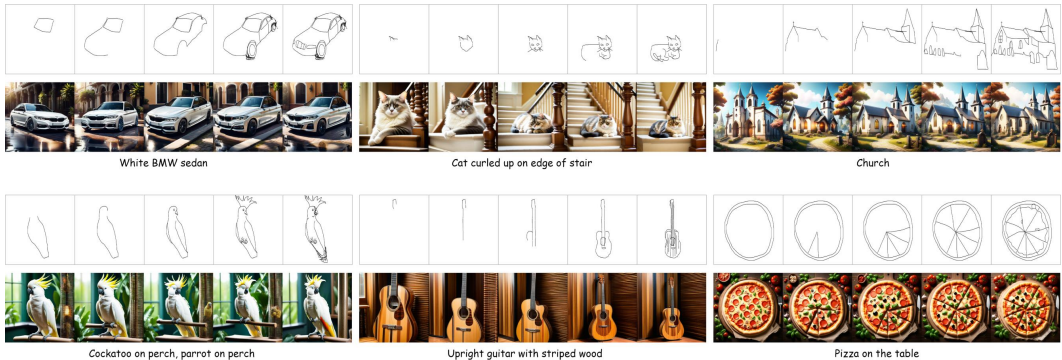 White BMW sedan
Cat curled up on edge of stair
Church
Cockatoo on perch, parrot on perch
Upright guitar with striped wood
Pizza on the table